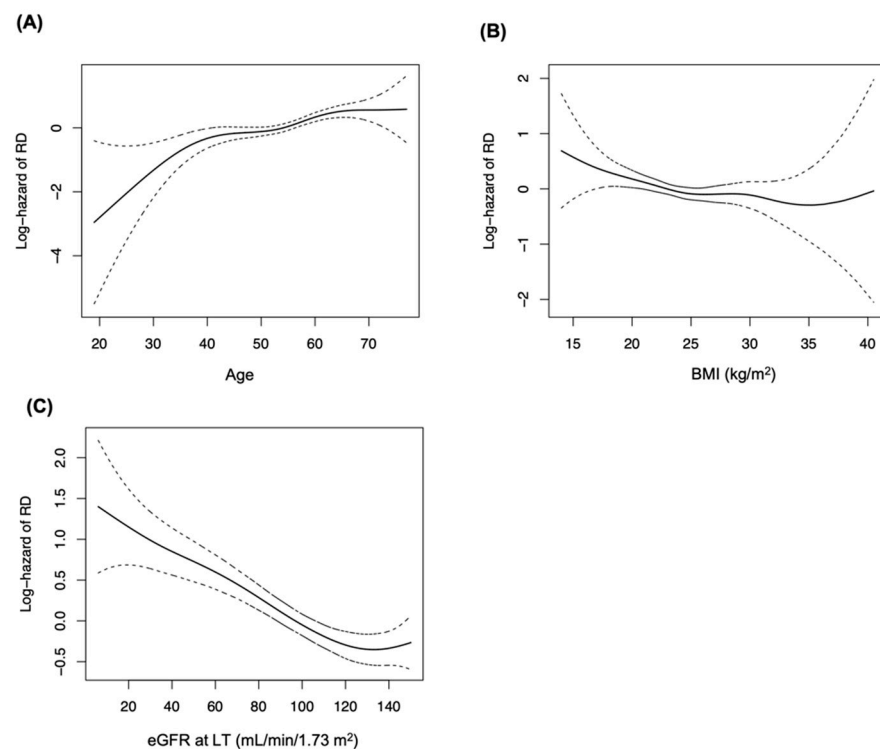 (A)
Log−hazard of RD
0
−2
−4
20 30 40 50 60 70
Age
(B)
Log−hazard of RD
2
1
0
−1
−2
15 20 25 30 35 40
BMI (kg/m²)
(C)
Log−hazard of RD
2.0
1.5
1.0
0.5
0.0
−0.5
20 40 60 80 100 120 140
eGFR at LT (mL/min/1.73 m²)